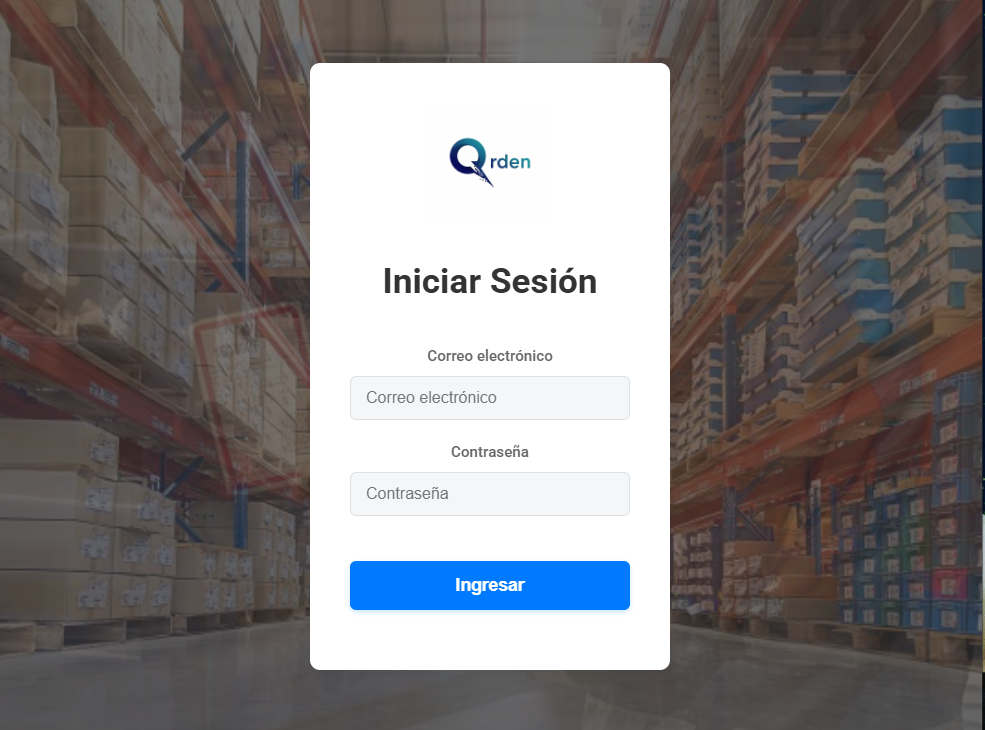 Qrden
Iniciar Sesión
Correo electrónico
Correo electrónico
Contraseña
Contraseña
Ingresar